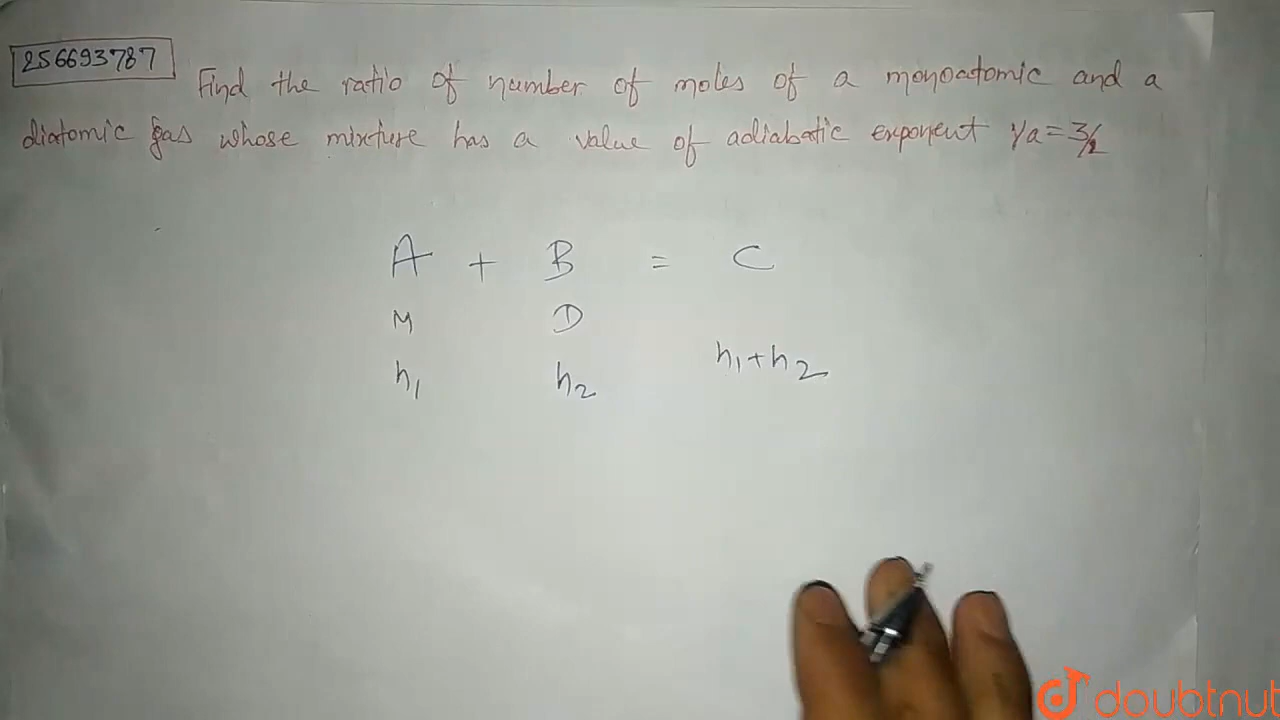 256693787
Find the ratio of number of moles of a monoatomic and a
diatomic gas whose mixture has a value of adiabatic exponent γa=3/2
A + B = C
M D
n1 n2 n1+n2
doubtnut